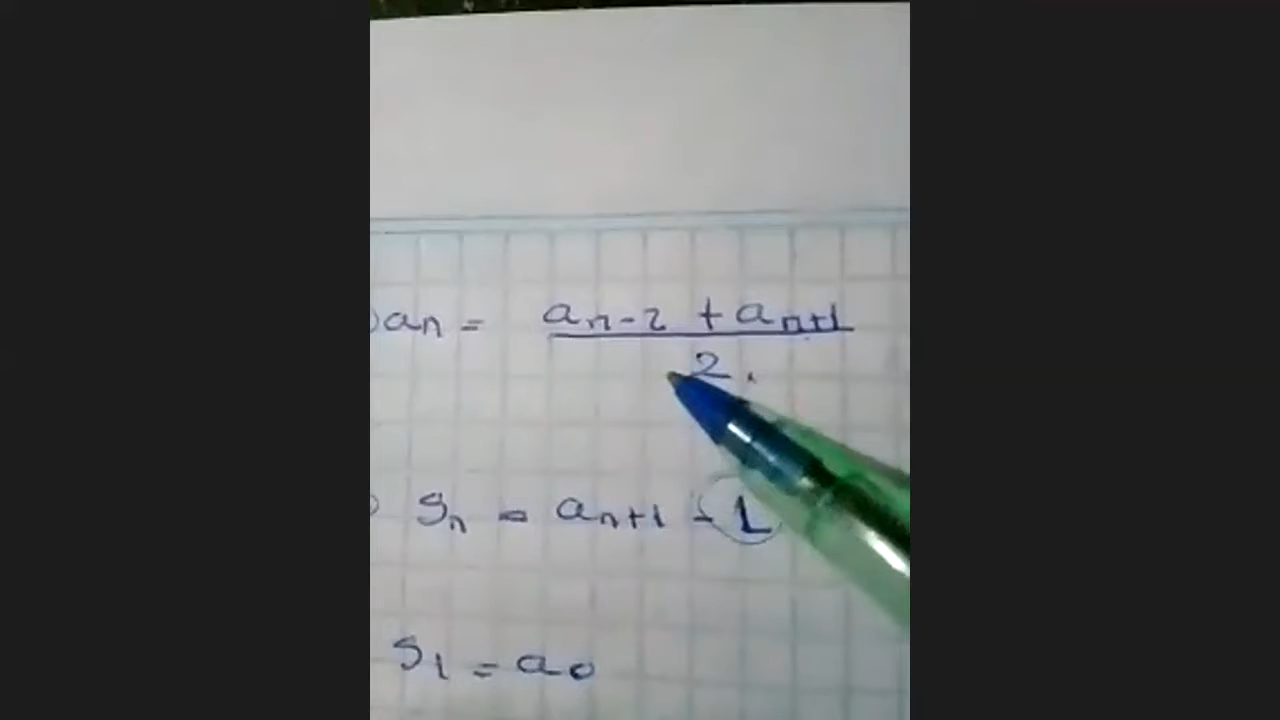 ) an = an-2 + an+1
2.
) Sn = an+1 - 1
S1 = a0